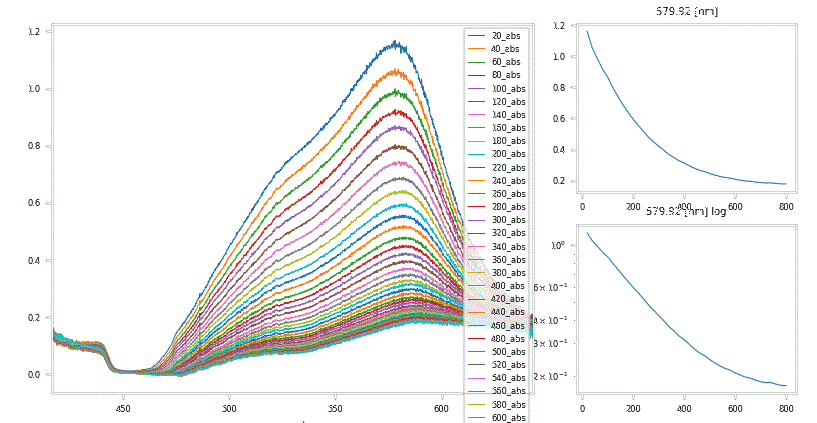 579.82 [nm]
1.2
1.0
0.8
0.6
0.4
0.2
0.0
450
500
550
600
20_abs
40_abs
60_abs
80_abs
100_abs
120_abs
140_abs
160_abs
180_abs
200_abs
220_abs
240_abs
260_abs
280_abs
300_abs
320_abs
340_abs
360_abs
380_abs
400_abs
420_abs
440_abs
460_abs
480_abs
500_abs
520_abs
540_abs
560_abs
580_abs
600_abs
1.2
1.0
0.8
0.6
0.4
0.2
0
200
400
600
800
579.82 [nm] log
10⁰
6 × 10⁻¹
4 × 10⁻¹
3 × 10⁻¹
2 × 10⁻¹
0
200
400
600
800